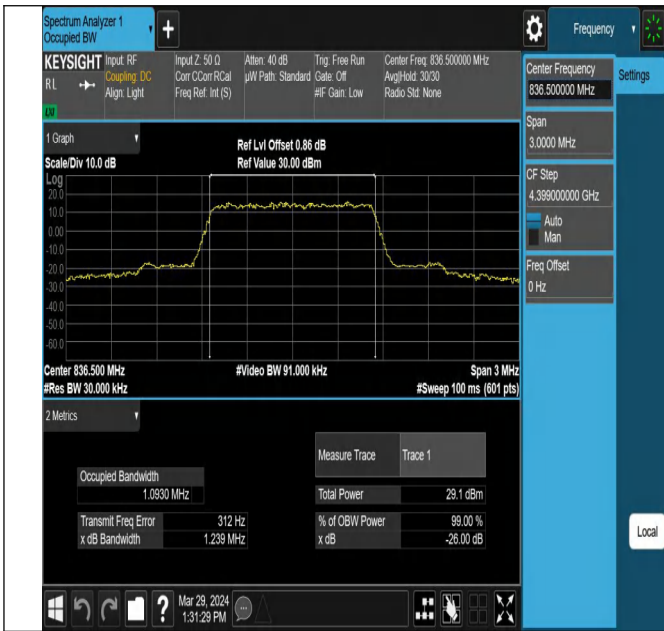 Spectrum Analyzer 1
Occupied BW
+
Frequency
KEYSIGHT
RL
LXI
Input: RF
Coupling: DC
Align: Light
Input Z: 50 Ω
Corr CCorr RCal
Freq Ref: Int (S)
Atten: 40 dB
µW Path: Standard
Trig: Free Run
Gate: Off
#IF Gain: Low
Center Freq: 836.500000 MHz
Avg|Hold: 30/30
Radio Std: None
Center Frequency
836.500000 MHz
Settings
Span
3.0000 MHz
CF Step
4.399000000 GHz
Auto
Man
Freq Offset
0 Hz
1 Graph
Scale/Div 10.0 dB
Ref Lvl Offset 0.86 dB
Ref Value 30.00 dBm
Log
20.0
10.0
0.00
-10.0
-20.0
-30.0
-40.0
-50.0
-60.0
Center 836.500 MHz
#Video BW 91.000 kHz
Span 3 MHz
#Res BW 30.000 kHz
#Sweep 100 ms (601 pts)
2 Metrics
Measure Trace Trace 1
Occupied Bandwidth
1.0930 MHz
Total Power 29.1 dBm
Transmit Freq Error 312 Hz
% of OBW Power 99.00 %
x dB Bandwidth 1.239 MHz
x dB -26.00 dB
Local
?
Mar 29, 2024
1:31:29 PM